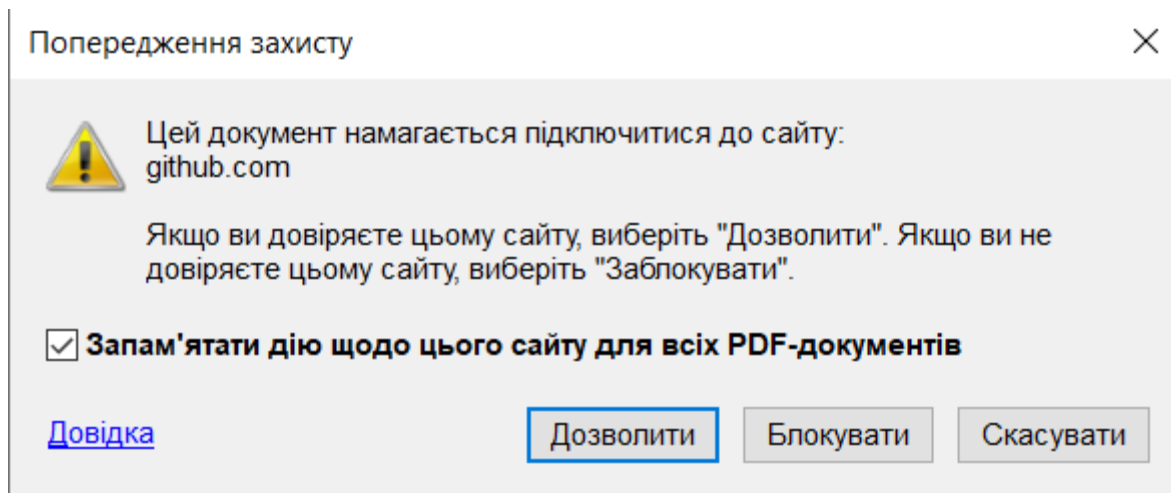 Попередження захисту
Цей документ намагається підключитися до сайту:
github.com
Якщо ви довіряєте цьому сайту, виберіть "Дозволити". Якщо ви не
довіряєте цьому сайту, виберіть "Заблокувати".
Запам'ятати дію щодо цього сайту для всіх PDF-документів
Довідка
Дозволити
Блокувати
Скасувати